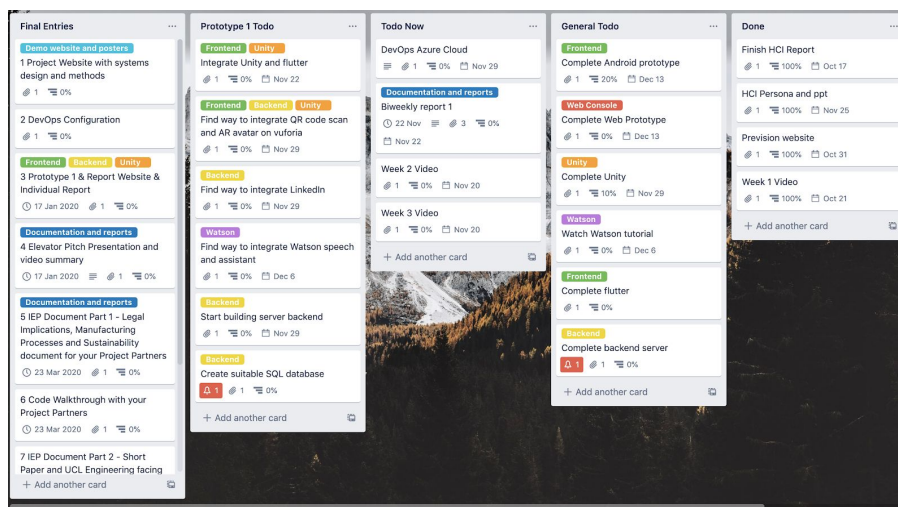 Final Entries
Demo website and posters
1 Project Website with systems
design and methods
1 0%
2 DevOps Configuration
1 0%
Frontend Backend Unity
3 Prototype 1 & Report Website &
Individual Report
17 Jan 2020 1 0%
Documentation and reports
4 Elevator Pitch Presentation and
video summary
17 Jan 2020 1 0%
Documentation and reports
5 IEP Document Part 1 - Legal
Implications, Manufacturing
Processes and Sustainability
document for your Project Partners
23 Mar 2020 1 0%
6 Code Walkthrough with your
Project Partners
23 Mar 2020 1 0%
7 IEP Document Part 2 - Short
Paper and UCL Engineering facing
+ Add another card
Prototype 1 Todo
Frontend Unity
Integrate Unity and flutter
1 0% Nov 22
Frontend Backend Unity
Find way to integrate QR code scan
and AR avatar on vuforia
1 0% Nov 29
Backend
Find way to integrate LinkedIn
1 0% Nov 29
Watson
Find way to integrate Watson speech
and assistant
1 0% Dec 6
Backend
Start building server backend
1 0% Nov 29
Backend
Create suitable SQL database
1 1 0%
+ Add another card
Todo Now
DevOps Azure Cloud
1 0% Nov 29
Documentation and reports
Biweekly report 1
22 Nov 3 0%
Nov 22
Week 2 Video
1 0% Nov 20
Week 3 Video
1 0% Nov 20
+ Add another card
General Todo
Frontend
Complete Android prototype
1 20% Dec 13
Web Console
Complete Web Prototype
1 0% Dec 13
Unity
Complete Unity
1 10% Nov 29
Watson
Watch Watson tutorial
1 0% Dec 6
Frontend
Complete flutter
1 0%
Backend
Complete backend server
1 1 0%
+ Add another card
Done
Finish HCI Report
1 100% Oct 17
HCI Persona and ppt
1 100% Nov 25
Prevision website
1 100% Oct 31
Week 1 Video
1 100% Oct 21
+ Add another card